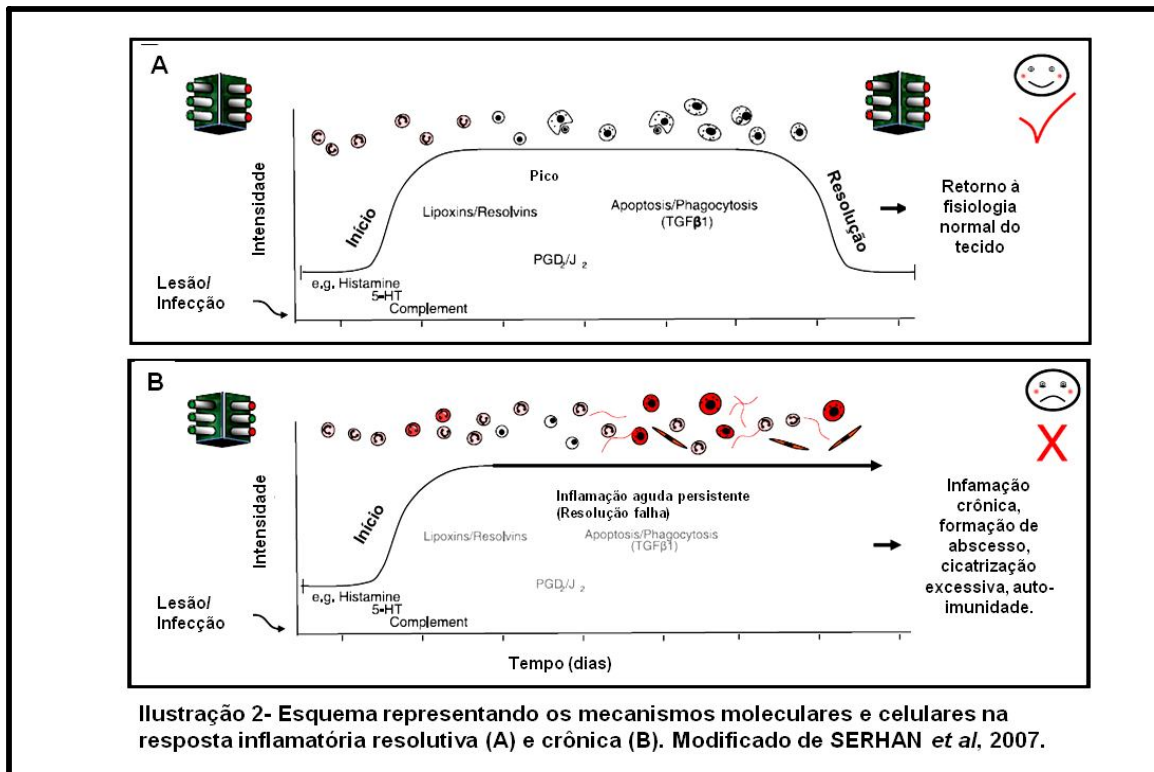 A
Intensidade
Início
Pico
Lipoxins/Resolvins
Apoptosis/Phagocytosis
(TGFβ1)
PGD2/J2
Resolução
Retorno à
fisiologia
normal do
tecido
Lesão/
Infecção
e.g. Histamine
5-HT
Complement
B
Intensidade
Início
Inflamação aguda persistente
(Resolução falha)
Lipoxins/Resolvins
Apoptosis/Phagocytosis
(TGFβ1)
PGD2/J2
Infamação
crônica,
formação de
abscesso,
cicatrização
excessiva, auto-
imunidade.
Lesão/
Infecção
e.g. Histamine
5-HT
Complement
Tempo (dias)
Ilustração 2- Esquema representando os mecanismos moleculares e celulares na
resposta inflamatória resolutiva (A) e crônica (B). Modificado de SERHAN et al, 2007.